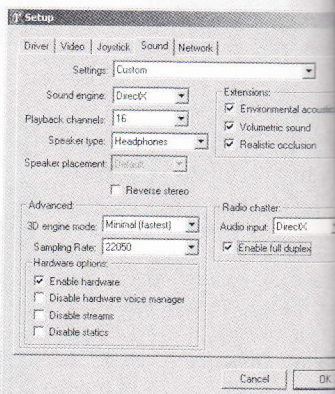 Setup
Driver Video Joystick Sound Network
Settings: Custom
Sound engine: DirectX
Playback channels: 16
Speaker type: Headphones
Speaker placement: Default
Reverse stereo
Extensions:
Environmental acoustic
Volumetric sound
Realistic occlusion
Advanced:
3D engine mode: Minimal (fastest)
Sampling Rate: 22050
Hardware options:
Enable hardware
Disable hardware voice manager
Disable streams
Disable statics
Radio chatter:
Audio input: DirectX
Enable full duplex
Cancel OK